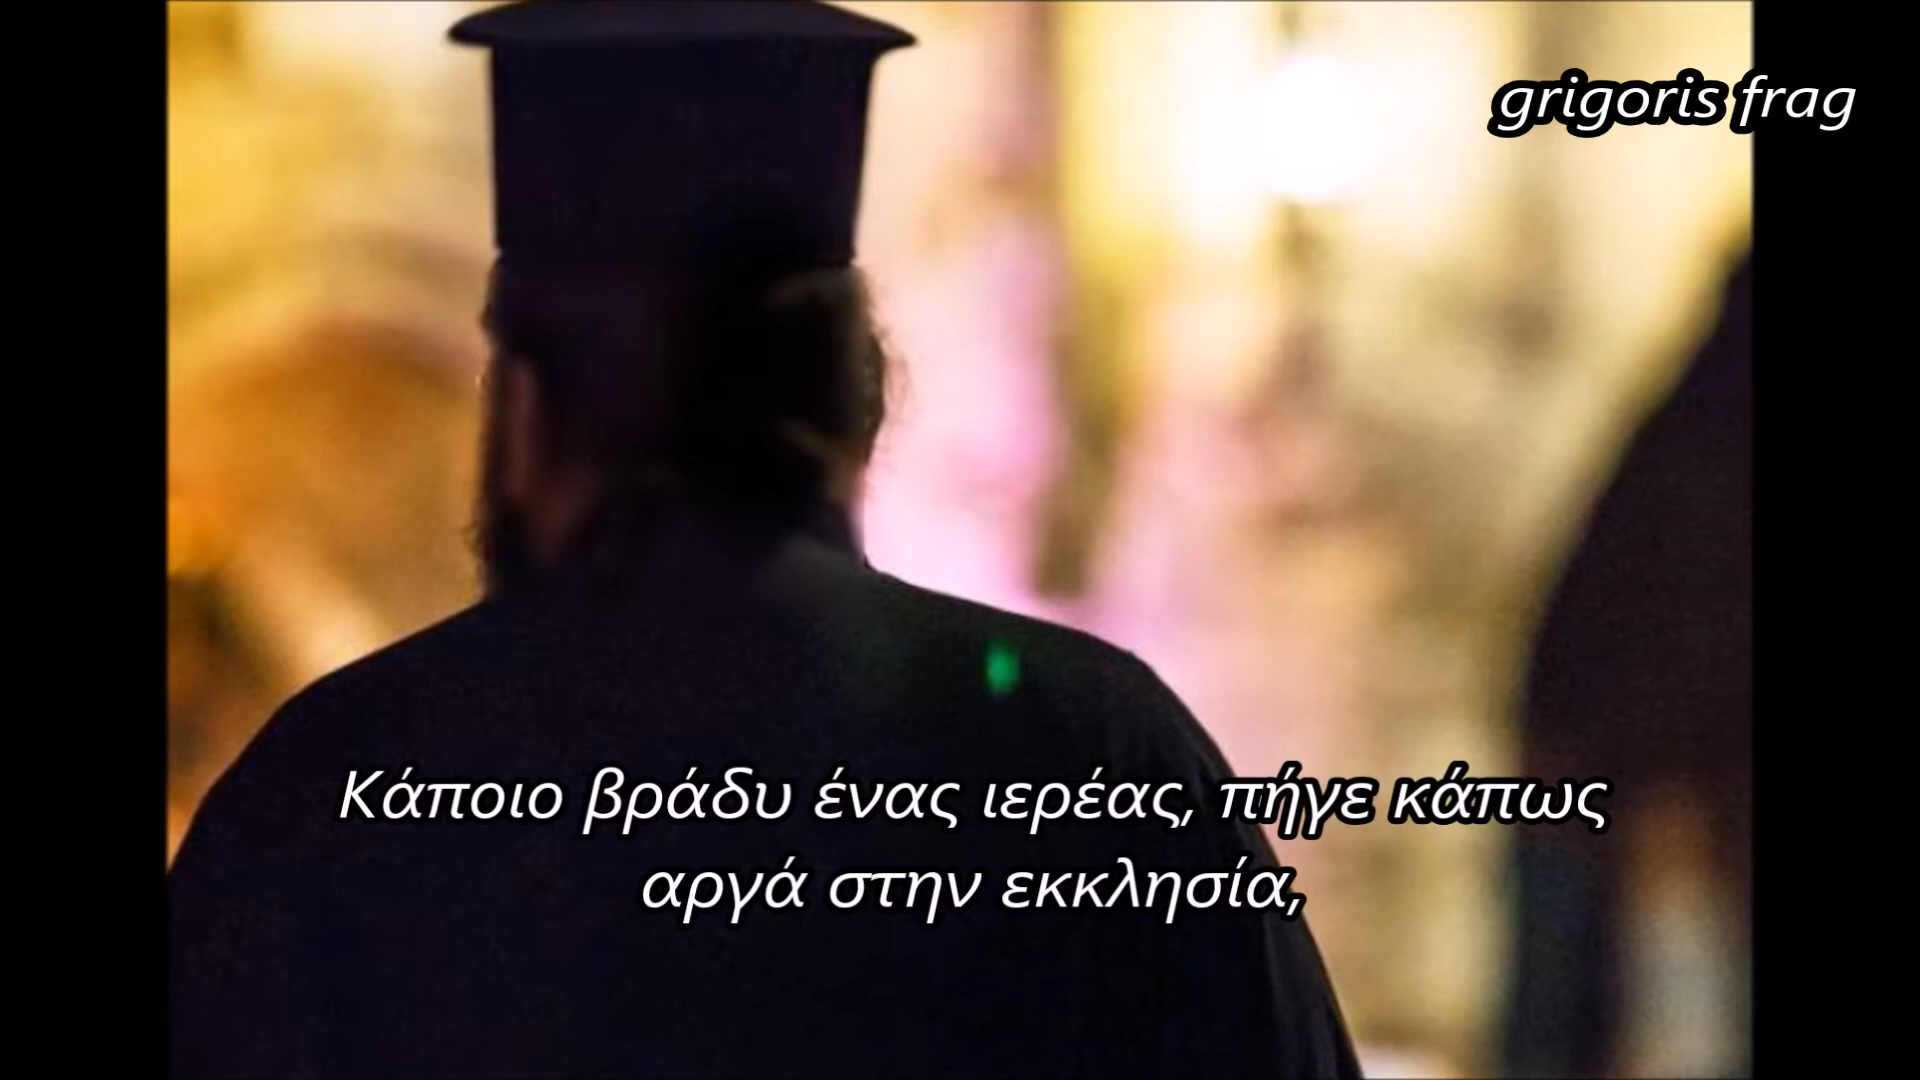 grigoris frag
Κάποιο βράδυ ένας ιερέας, πήγε κάπως
αργά στην εκκλησία,